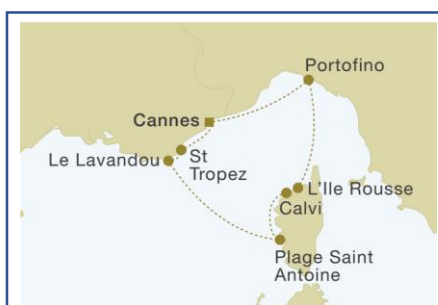 Portofino
Cannes
Le Lavandou
St
Tropez
L'Ile Rousse
Calvi
Plage Saint
Antoine